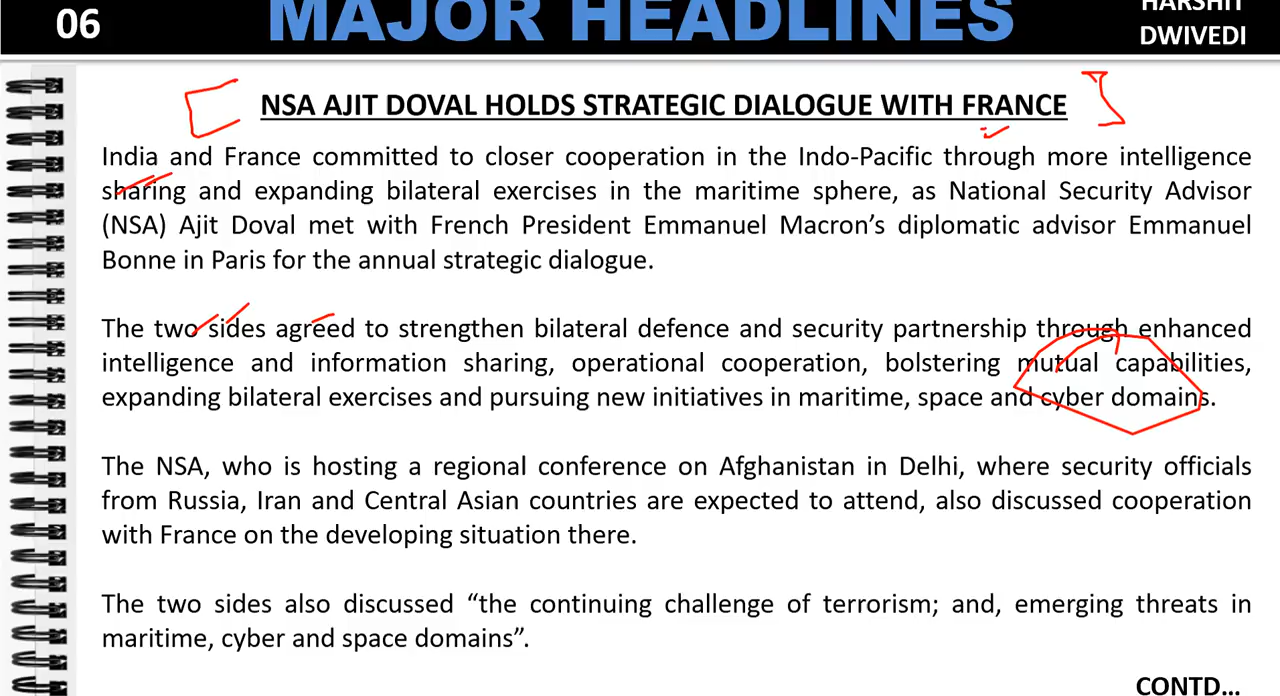 06
MAJOR HEADLINES
HARSHIT
DWIVEDI
NSA AJIT DOVAL HOLDS STRATEGIC DIALOGUE WITH FRANCE
India and France committed to closer cooperation in the Indo-Pacific through more intelligence
sharing and expanding bilateral exercises in the maritime sphere, as National Security Advisor
(NSA) Ajit Doval met with French President Emmanuel Macron’s diplomatic advisor Emmanuel
Bonne in Paris for the annual strategic dialogue.
The two sides agreed to strengthen bilateral defence and security partnership through enhanced
intelligence and information sharing, operational cooperation, bolstering mutual capabilities,
expanding bilateral exercises and pursuing new initiatives in maritime, space and cyber domains.
The NSA, who is hosting a regional conference on Afghanistan in Delhi, where security officials
from Russia, Iran and Central Asian countries are expected to attend, also discussed cooperation
with France on the developing situation there.
The two sides also discussed “the continuing challenge of terrorism; and, emerging threats in
maritime, cyber and space domains”.
CONTD...